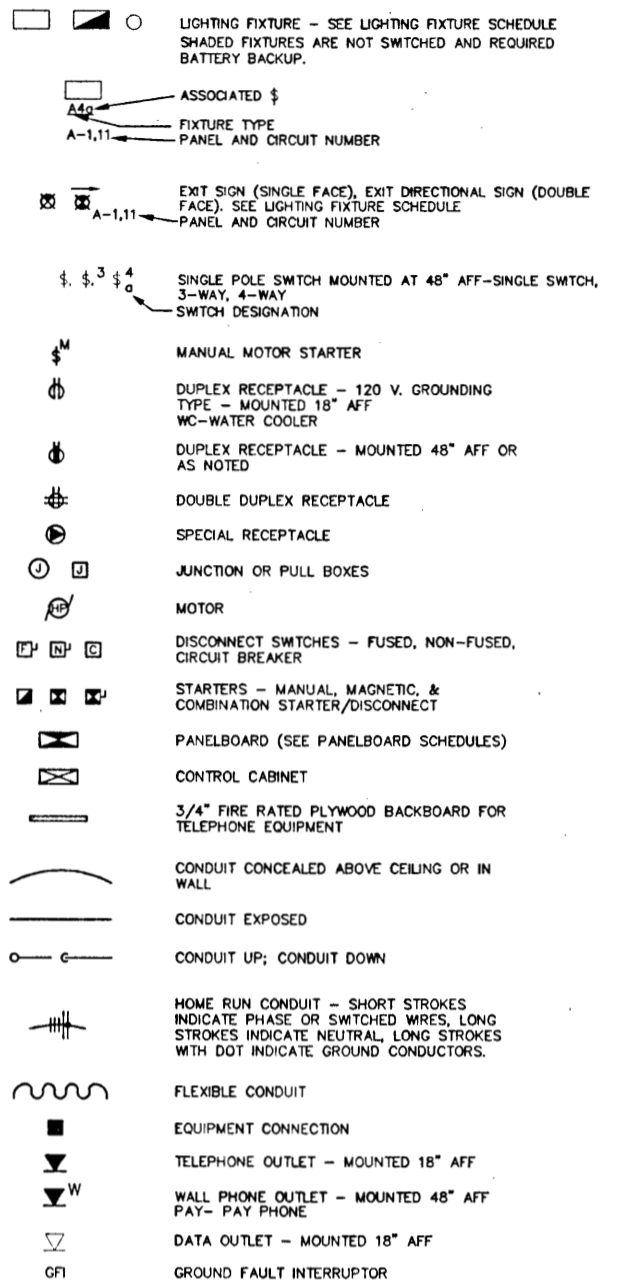 LIGHTING FIXTURE – SEE LIGHTING FIXTURE SCHEDULE
SHADED FIXTURES ARE NOT SWITCHED AND REQUIRED
BATTERY BACKUP.
ASSOCIATED $
A4a
FIXTURE TYPE
A-1,11
PANEL AND CIRCUIT NUMBER
EXIT SIGN (SINGLE FACE), EXIT DIRECTIONAL SIGN (DOUBLE
FACE). SEE LIGHTING FIXTURE SCHEDULE
A-1,11
PANEL AND CIRCUIT NUMBER
$. $.3 $4a
SINGLE POLE SWITCH MOUNTED AT 48" AFF-SINGLE SWITCH,
3-WAY, 4-WAY
SWITCH DESIGNATION
$M
MANUAL MOTOR STARTER
DUPLEX RECEPTACLE – 120 V. GROUNDING
TYPE – MOUNTED 18" AFF
WC-WATER COOLER
DUPLEX RECEPTACLE – MOUNTED 48" AFF OR
AS NOTED
DOUBLE DUPLEX RECEPTACLE
SPECIAL RECEPTACLE
J J
JUNCTION OR PULL BOXES
HP
MOTOR
F N C
DISCONNECT SWITCHES – FUSED, NON-FUSED,
CIRCUIT BREAKER
STARTERS – MANUAL, MAGNETIC, &
COMBINATION STARTER/DISCONNECT
PANELBOARD (SEE PANELBOARD SCHEDULES)
CONTROL CABINET
3/4" FIRE RATED PLYWOOD BACKBOARD FOR
TELEPHONE EQUIPMENT
CONDUIT CONCEALED ABOVE CEILING OR IN
WALL
CONDUIT EXPOSED
CONDUIT UP; CONDUIT DOWN
HOME RUN CONDUIT – SHORT STROKES
INDICATE PHASE OR SWITCHED WIRES, LONG
STROKES INDICATE NEUTRAL, LONG STROKES
WITH DOT INDICATE GROUND CONDUCTORS.
FLEXIBLE CONDUIT
EQUIPMENT CONNECTION
TELEPHONE OUTLET – MOUNTED 18" AFF
W
WALL PHONE OUTLET – MOUNTED 48" AFF
PAY- PAY PHONE
DATA OUTLET – MOUNTED 18" AFF
GFI
GROUND FAULT INTERRUPTOR